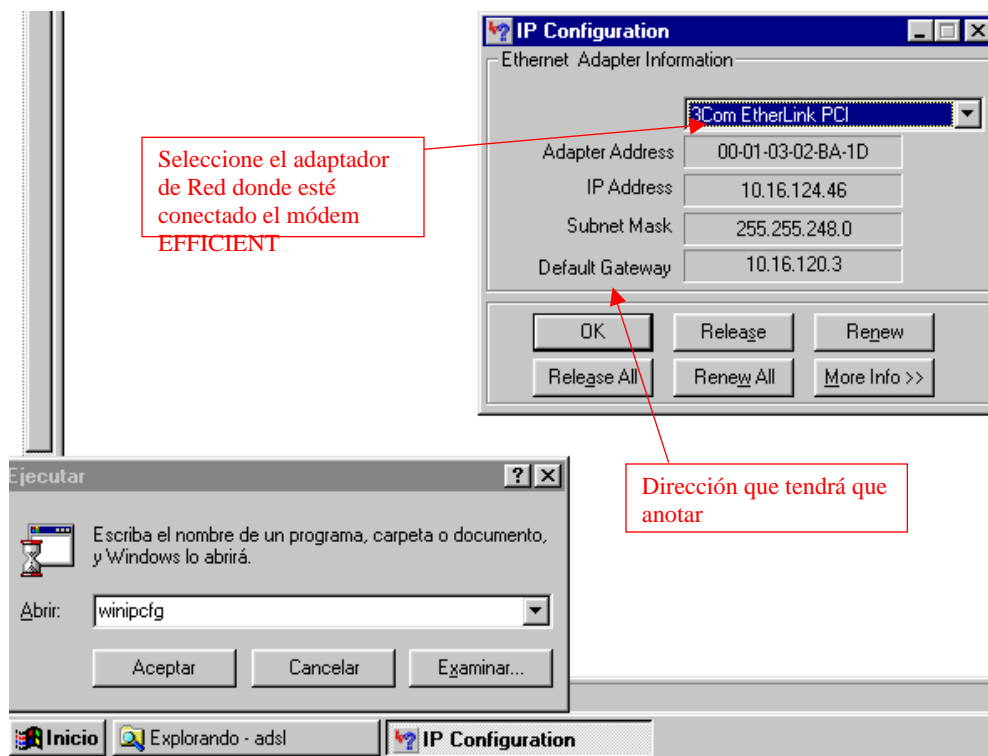 IP Configuration
Ethernet Adapter Information
3Com EtherLink PCI
Adapter Address 00-01-03-02-BA-1D
IP Address 10.16.124.46
Subnet Mask 255.255.248.0
Default Gateway 10.16.120.3
OK Release Renew
Release All Renew All More Info >>
Seleccione el adaptador
de Red donde esté
conectado el módem
EFFICIENT
Dirección que tendrá que
anotar
Ejecutar
Escriba el nombre de un programa, carpeta o documento,
y Windows lo abrirá.
Abrir: winipcfg
Aceptar Cancelar Examinar...
Inicio Explorando - adsl IP Configuration